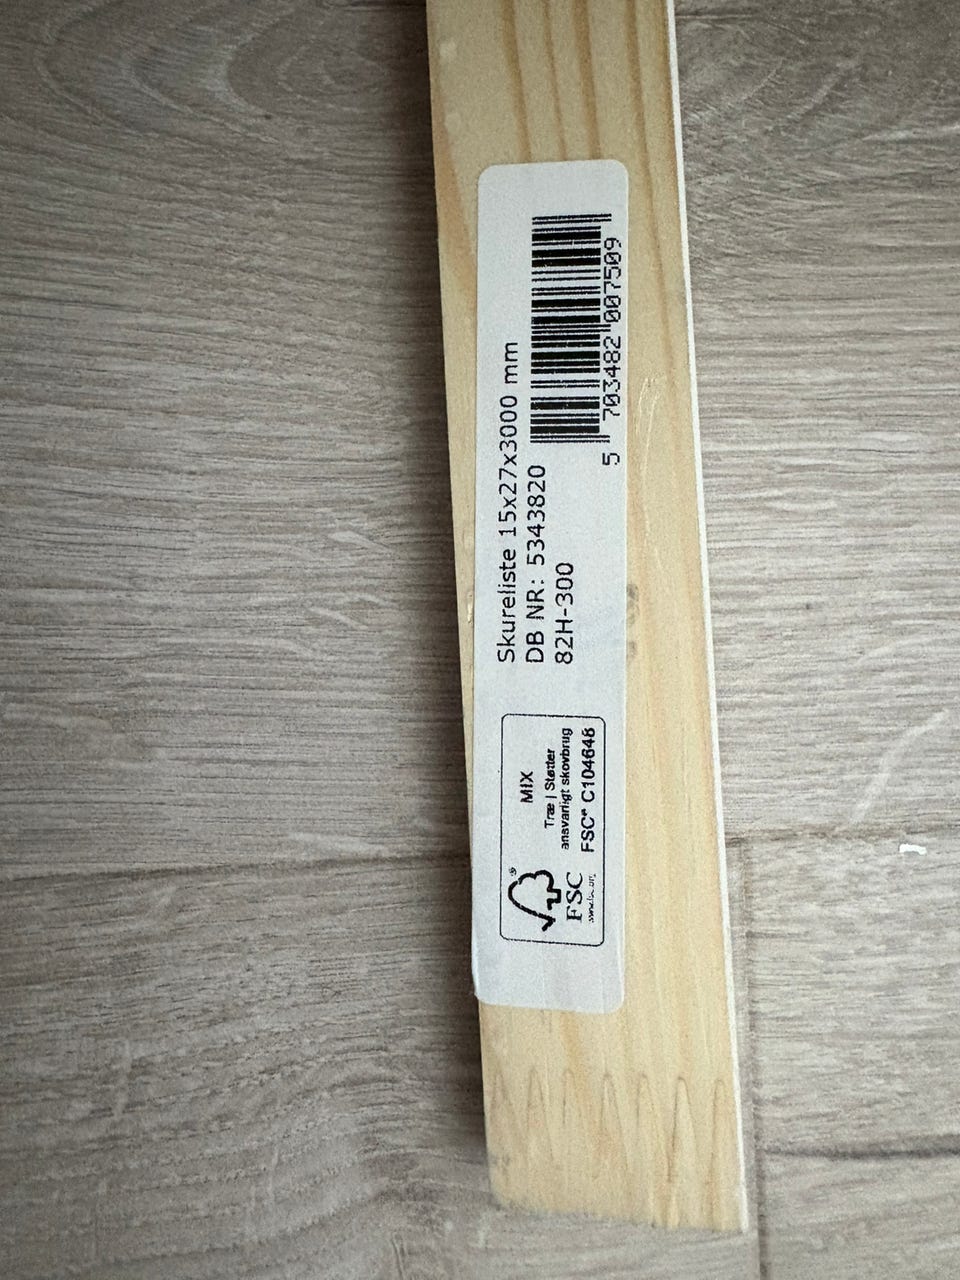 Skureliste 15x27x3000 mm
DB NR: 5343820
82H-300
5 703482 007509
MIX
Træ | Støtter
ansvarligt skovbrug
FSC® C104648
®
FSC